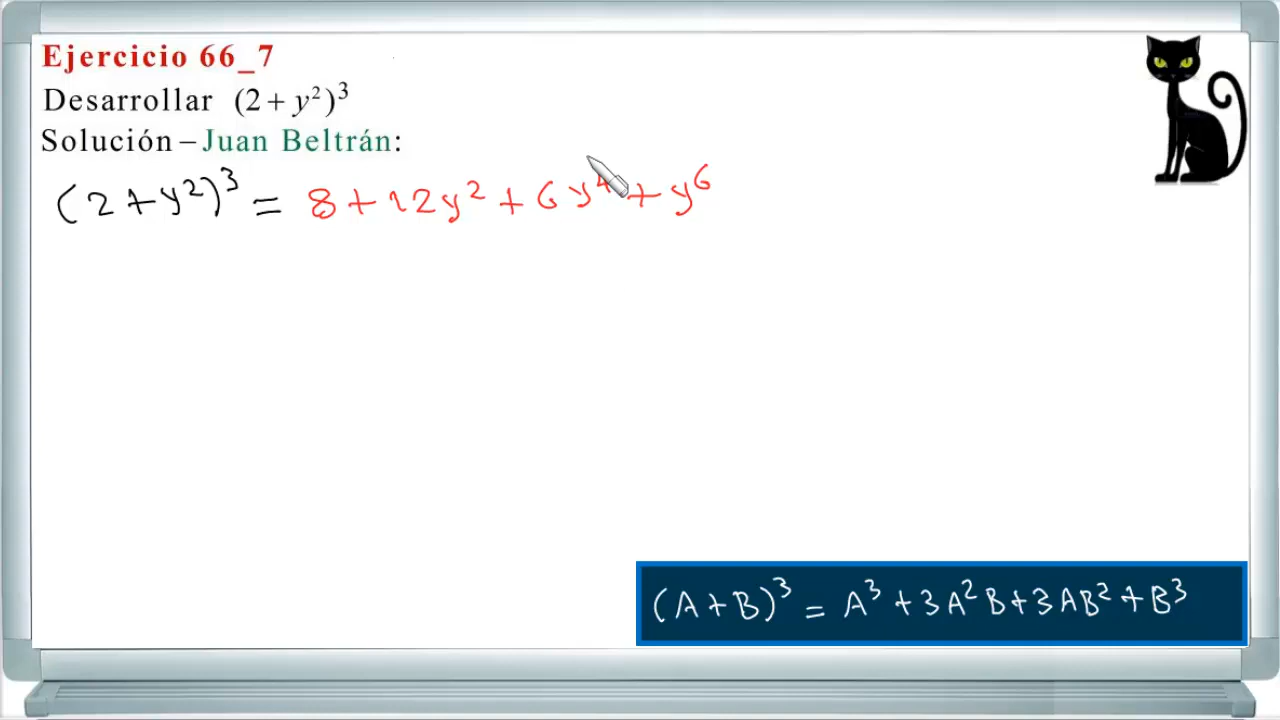 Ejercicio 66_7
Desarrollar (2 + y²)³
Solución – Juan Beltrán:
(2 + y²)³ = 8 + 12y² + 6y⁴ + y⁶
(A + B)³ = A³ + 3A²B + 3AB² + B³